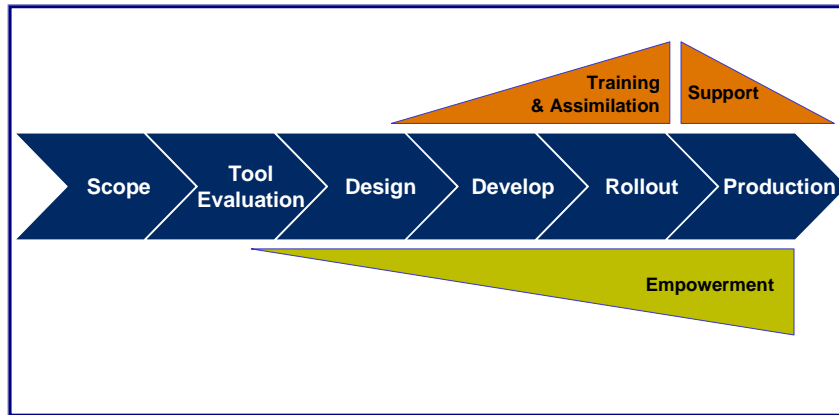 Training
& Assimilation
Support
Scope
Tool
Evaluation
Design
Develop
Rollout
Production
Empowerment